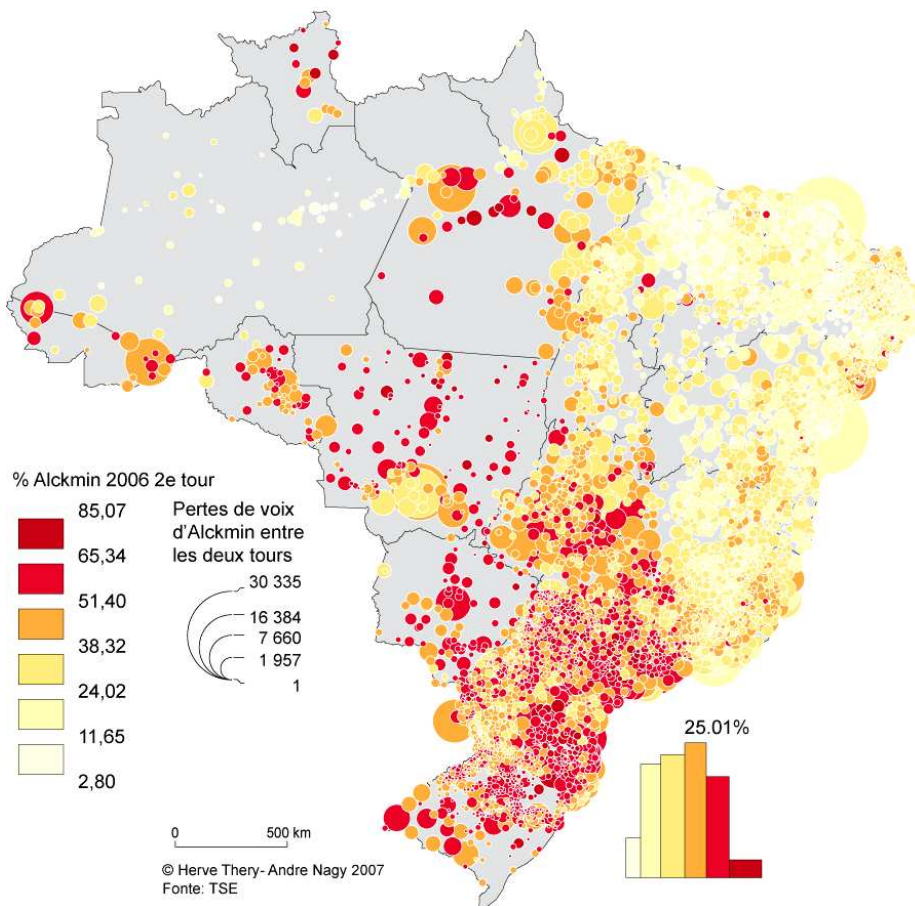 % Alckmin 2006 2e tour
85,07
65,34
51,40
38,32
24,02
11,65
2,80
Pertes de voix
d'Alckmin entre
les deux tours
30 335
16 384
7 660
1 957
1
25.01%
0 500 km
© Herve Thery- Andre Nagy 2007
Fonte: TSE